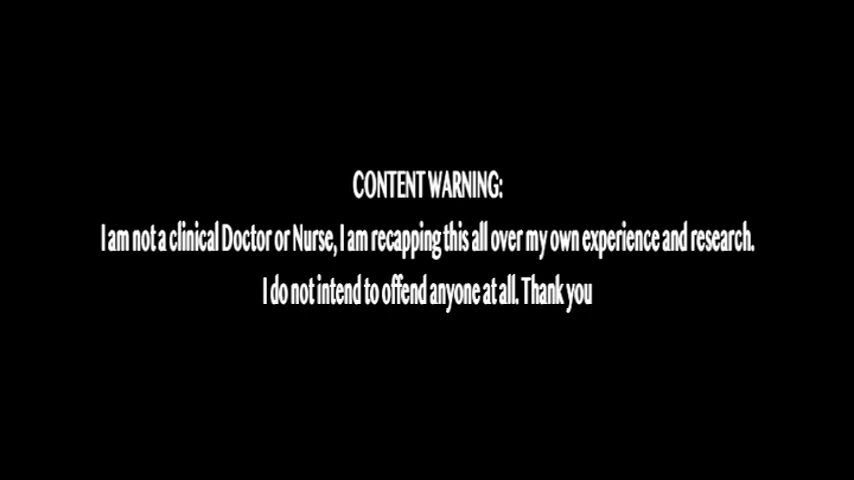 CONTENT WARNING:
I am not a clinical Doctor or Nurse, I am recapping this all over my own experience and research.
I do not intend to offend anyone at all. Thank you